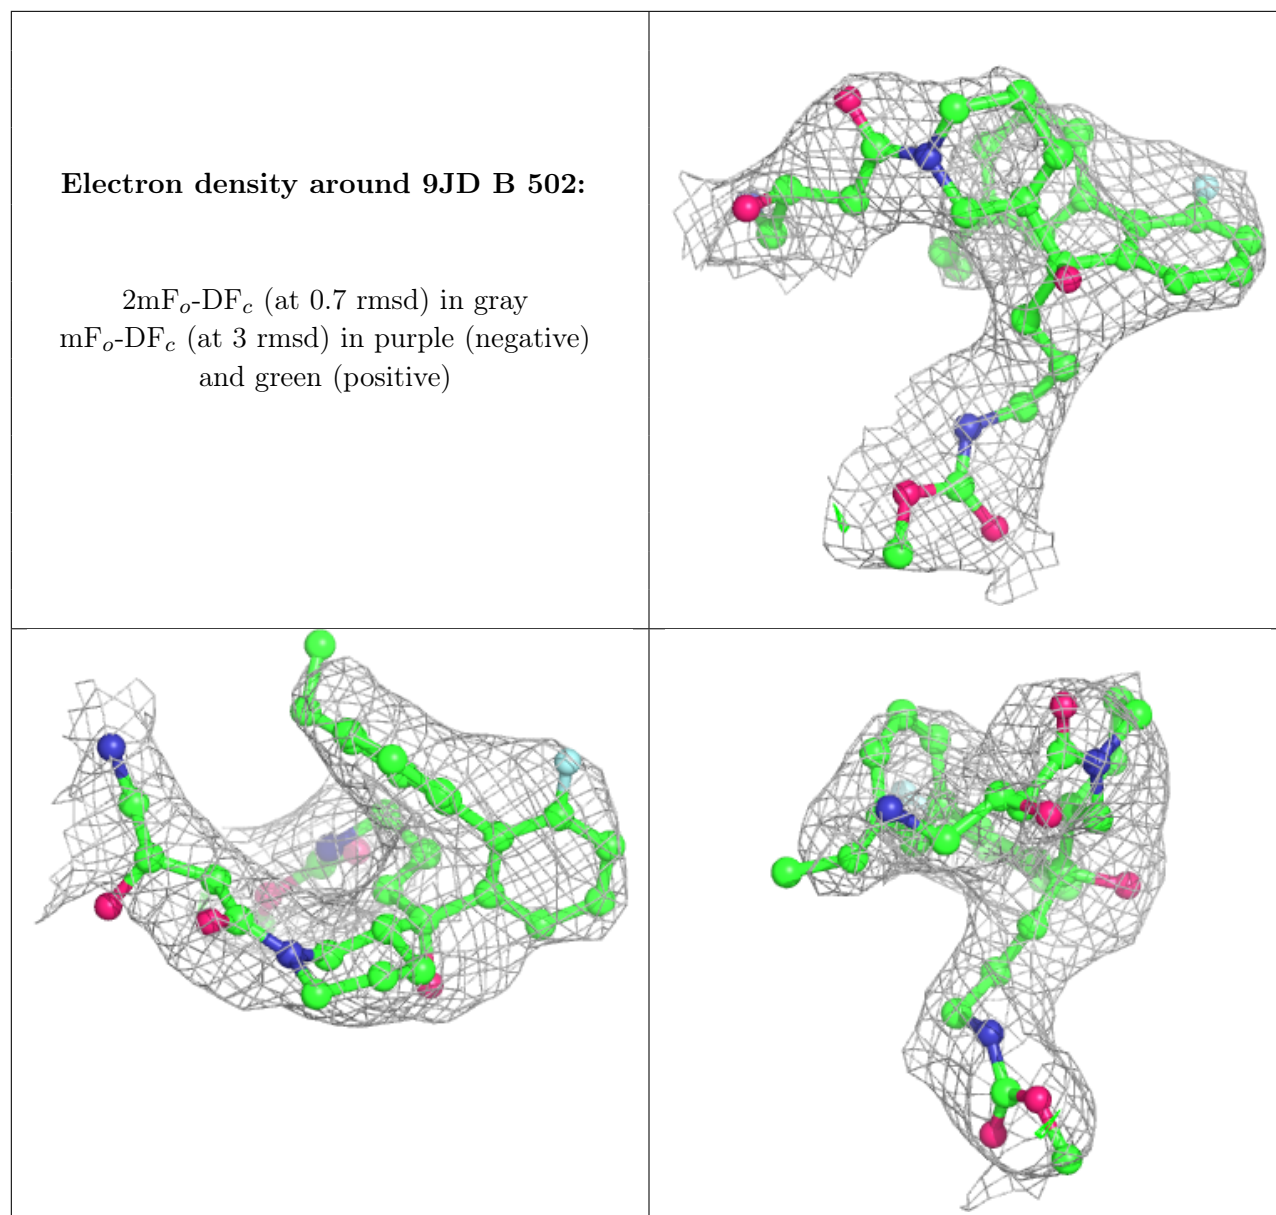 Electron density around 9JD B 502:
2mFₒ-DF𝒸 (at 0.7 rmsd) in gray
mFₒ-DF𝒸 (at 3 rmsd) in purple (negative)
and green (positive)